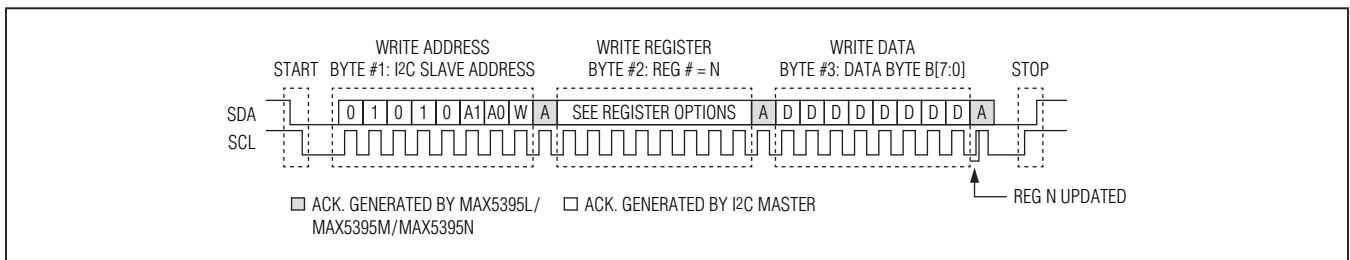 WRITE ADDRESS
BYTE #1: I2C SLAVE ADDRESS
WRITE REGISTER
BYTE #2: REG # = N
WRITE DATA
BYTE #3: DATA BYTE B[7:0]
START
STOP
SDA
0 1 0 1 0 A1 A0 W A SEE REGISTER OPTIONS A D D D D D D D D A
SCL
REG N UPDATED
ACK. GENERATED BY MAX5395L/
MAX5395M/MAX5395N
ACK. GENERATED BY I2C MASTER